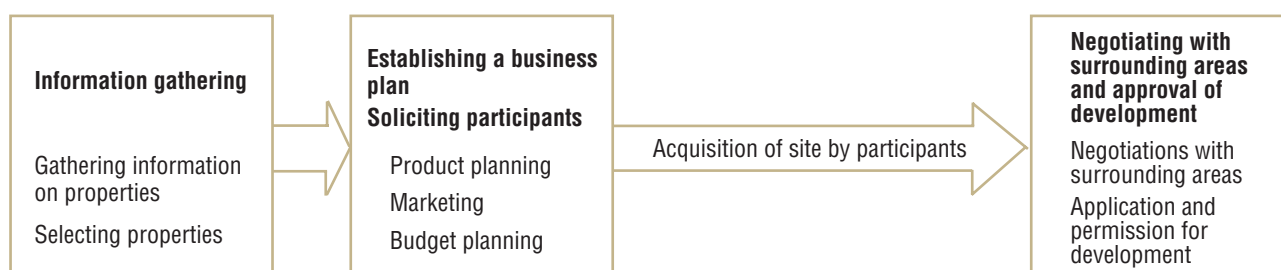 Information gathering
Gathering information
on properties
Selecting properties
Establishing a business
plan
Soliciting participants
Product planning
Marketing
Budget planning
Acquisition of site by participants
Negotiating with
surrounding areas
and approval of
development
Negotiations with
surrounding areas
Application and
permission for
development